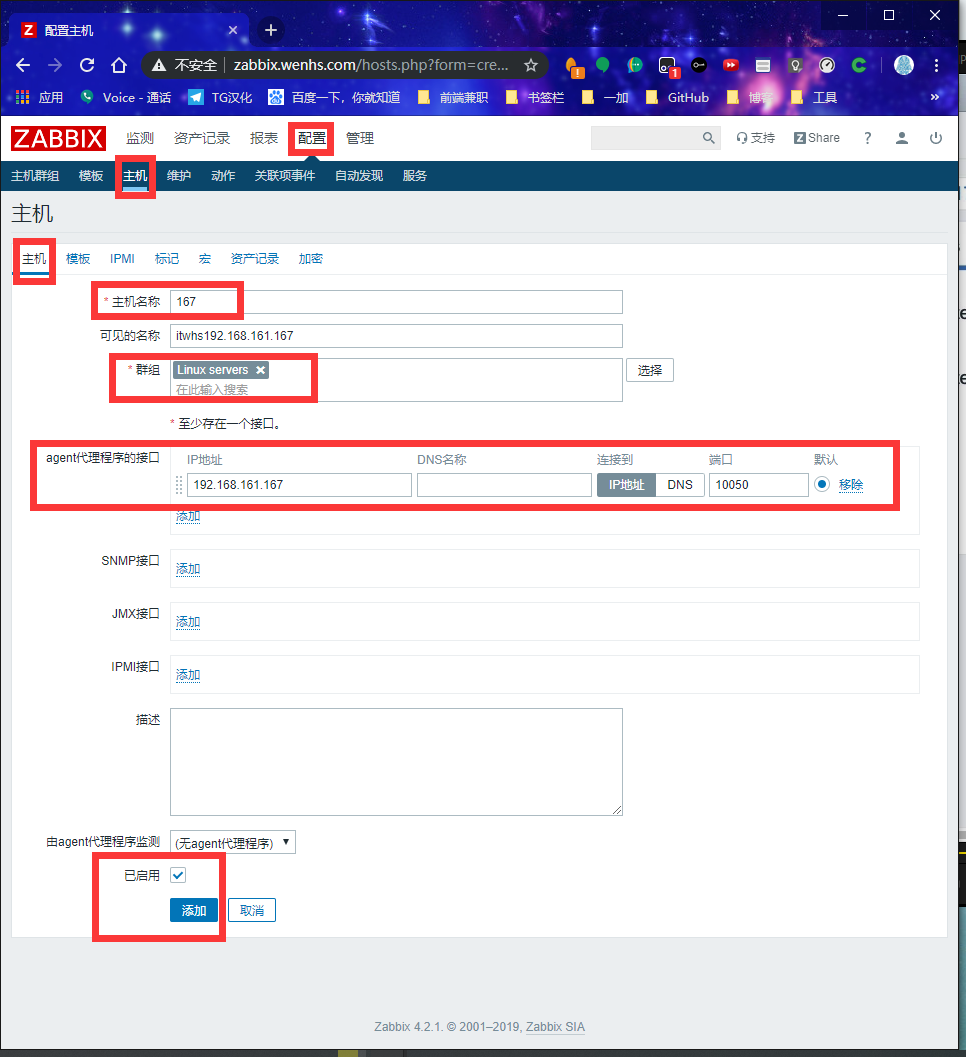 Z 配置主机
不安全 zabbix.wenhs.com/hosts.php?form=cre...
应用 Voice - 通话 TG汉化 百度一下，你就知道 前端兼职 书签栏 一加 GitHub 博客 工具 »
ZABBIX 监测 资产记录 报表 配置 管理 支持 Z Share ?
主机群组 模板 主机 维护 动作 关联项事件 自动发现 服务
主机
主机 模板 IPMI 标记 宏 资产记录 加密
* 主机名称 167
可见的名称 itwhs192.168.161.167
* 群组 Linux servers 选择
在此输入搜索
* 至少存在一个接口。
agent代理程序的接口 IP地址 DNS名称 连接到 端口 默认
192.168.161.167 IP地址 DNS 10050 移除
添加
SNMP接口 添加
JMX接口 添加
IPMI接口 添加
描述
由agent代理程序监测 (无agent代理程序)
已启用
添加 取消
Zabbix 4.2.1. © 2001–2019, Zabbix SIA